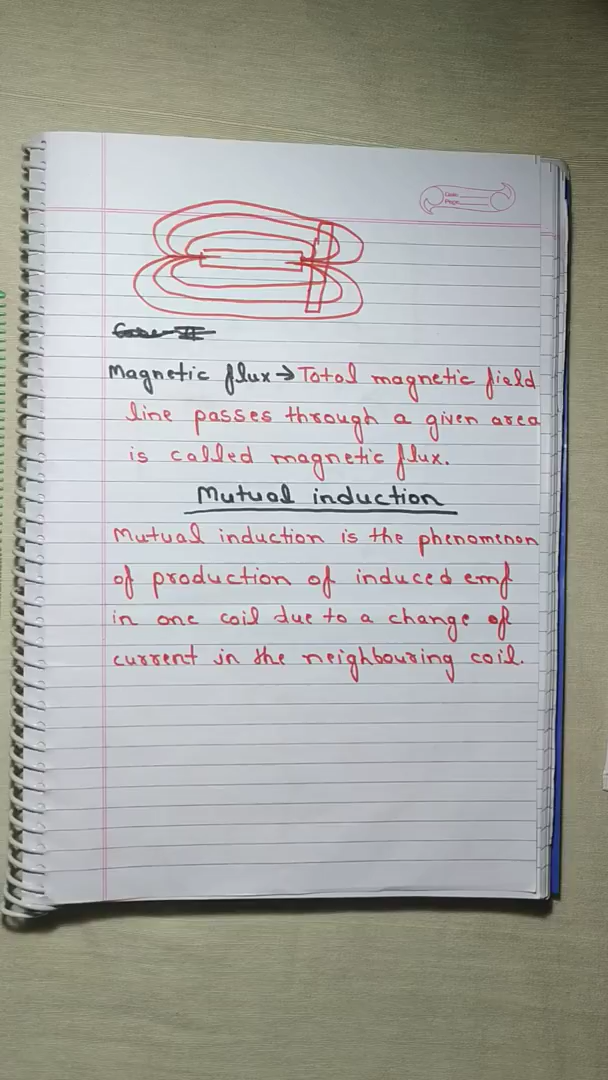 Date
Page
Magnetic flux → Total magnetic field
line passes through a given area
is called magnetic flux.
Mutual induction
Mutual induction is the phenomenon
of production of induced emf
in one coil due to a change of
current in the neighbouring coil.